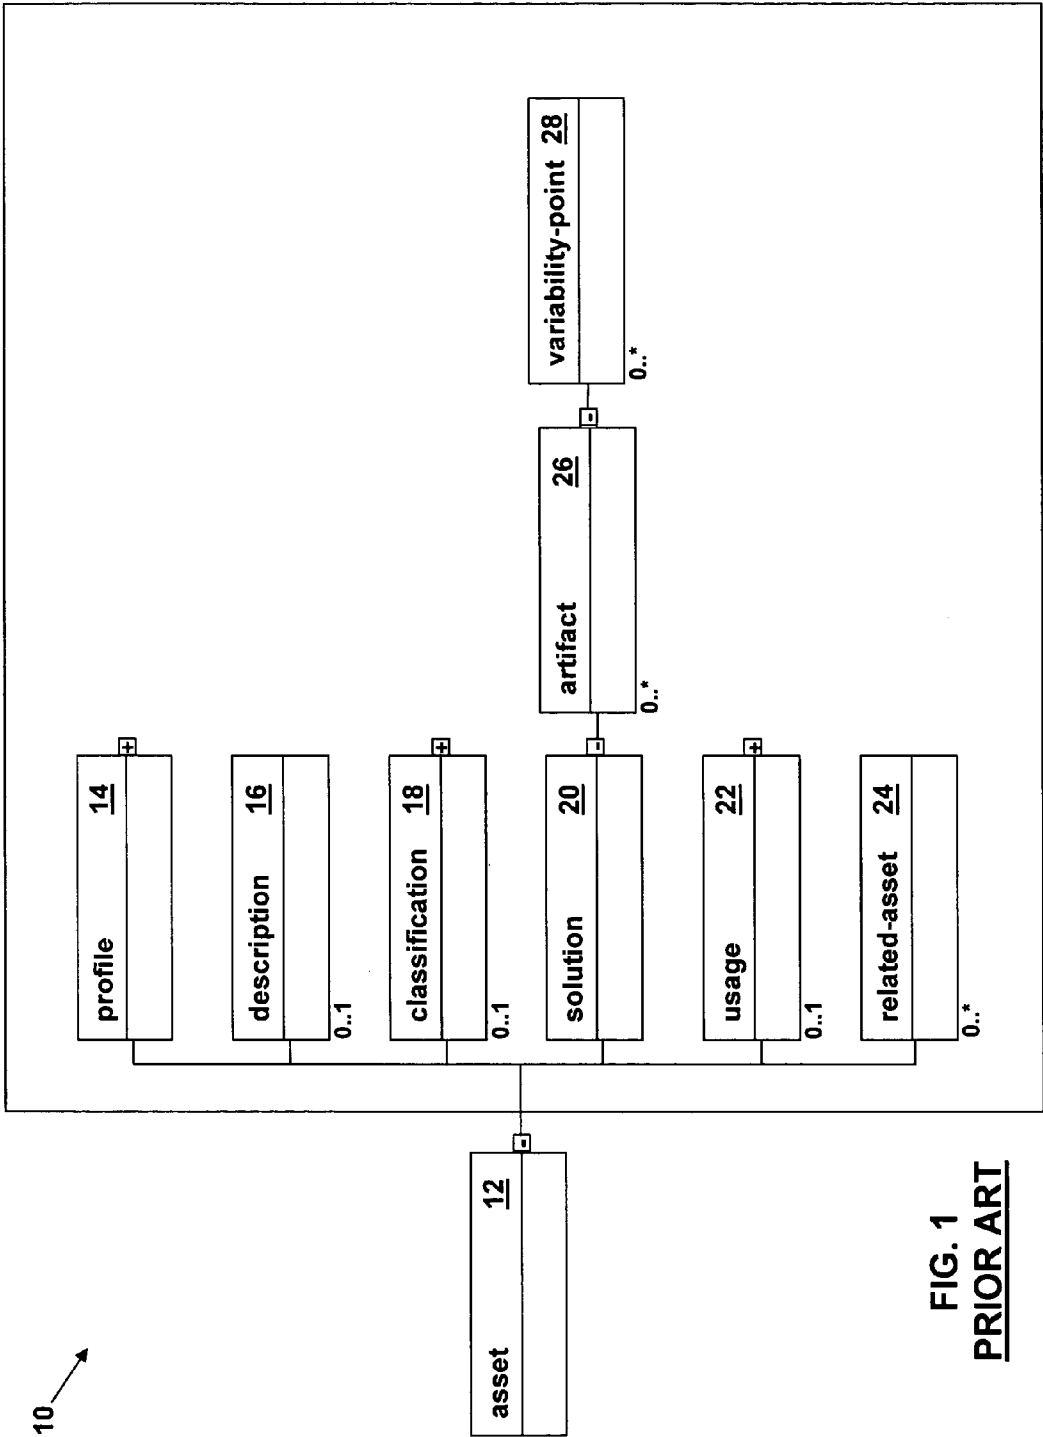 10
asset 12
-
profile 14
+
description 16
0..1
classification 18
+
0..1
solution 20
-
artifact 26
-
0..*
variability-point 28
0..*
usage 22
+
0..1
related-asset 24
0..*
FIG. 1
PRIOR ART